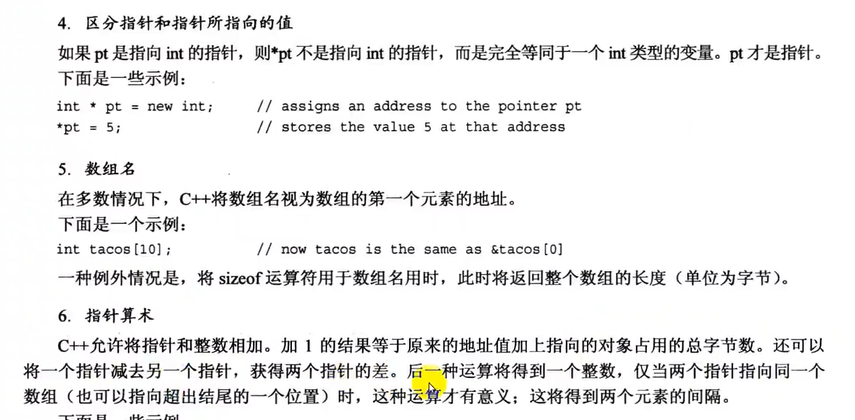 4. 区分指针和指针所指向的值
如果 pt 是指向 int 的指针，则*pt 不是指向 int 的指针，而是完全等同于一个 int 类型的变量。pt 才是指针。
下面是一些示例：
int * pt = new int;     // assigns an address to the pointer pt
*pt = 5;                // stores the value 5 at that address
5. 数组名
在多数情况下，C++将数组名视为数组的第一个元素的地址。
下面是一个示例：
int tacos[10];          // now tacos is the same as &tacos[0]
一种例外情况是，将 sizeof 运算符用于数组名用时，此时将返回整个数组的长度（单位为字节）。
6. 指针算术
C++允许将指针和整数相加。加 1 的结果等于原来的地址值加上指向的对象占用的总字节数。还可以
将一个指针减去另一个指针，获得两个指针的差。后一种运算将得到一个整数，仅当两个指针指向同一个
数组（也可以指向超出结尾的一个位置）时，这种运算才有意义；这将得到两个元素的间隔。